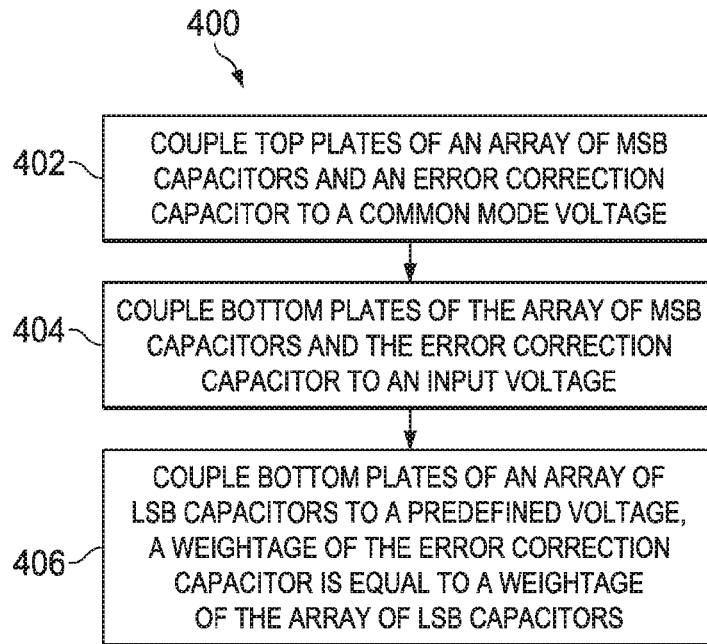 400
402
COUPLE TOP PLATES OF AN ARRAY OF MSB
CAPACITORS AND AN ERROR CORRECTION
CAPACITOR TO A COMMON MODE VOLTAGE
404
COUPLE BOTTOM PLATES OF THE ARRAY OF MSB
CAPACITORS AND THE ERROR CORRECTION
CAPACITOR TO AN INPUT VOLTAGE
406
COUPLE BOTTOM PLATES OF AN ARRAY OF
LSB CAPACITORS TO A PREDEFINED VOLTAGE,
A WEIGHTAGE OF THE ERROR CORRECTION
CAPACITOR IS EQUAL TO A WEIGHTAGE
OF THE ARRAY OF LSB CAPACITORS